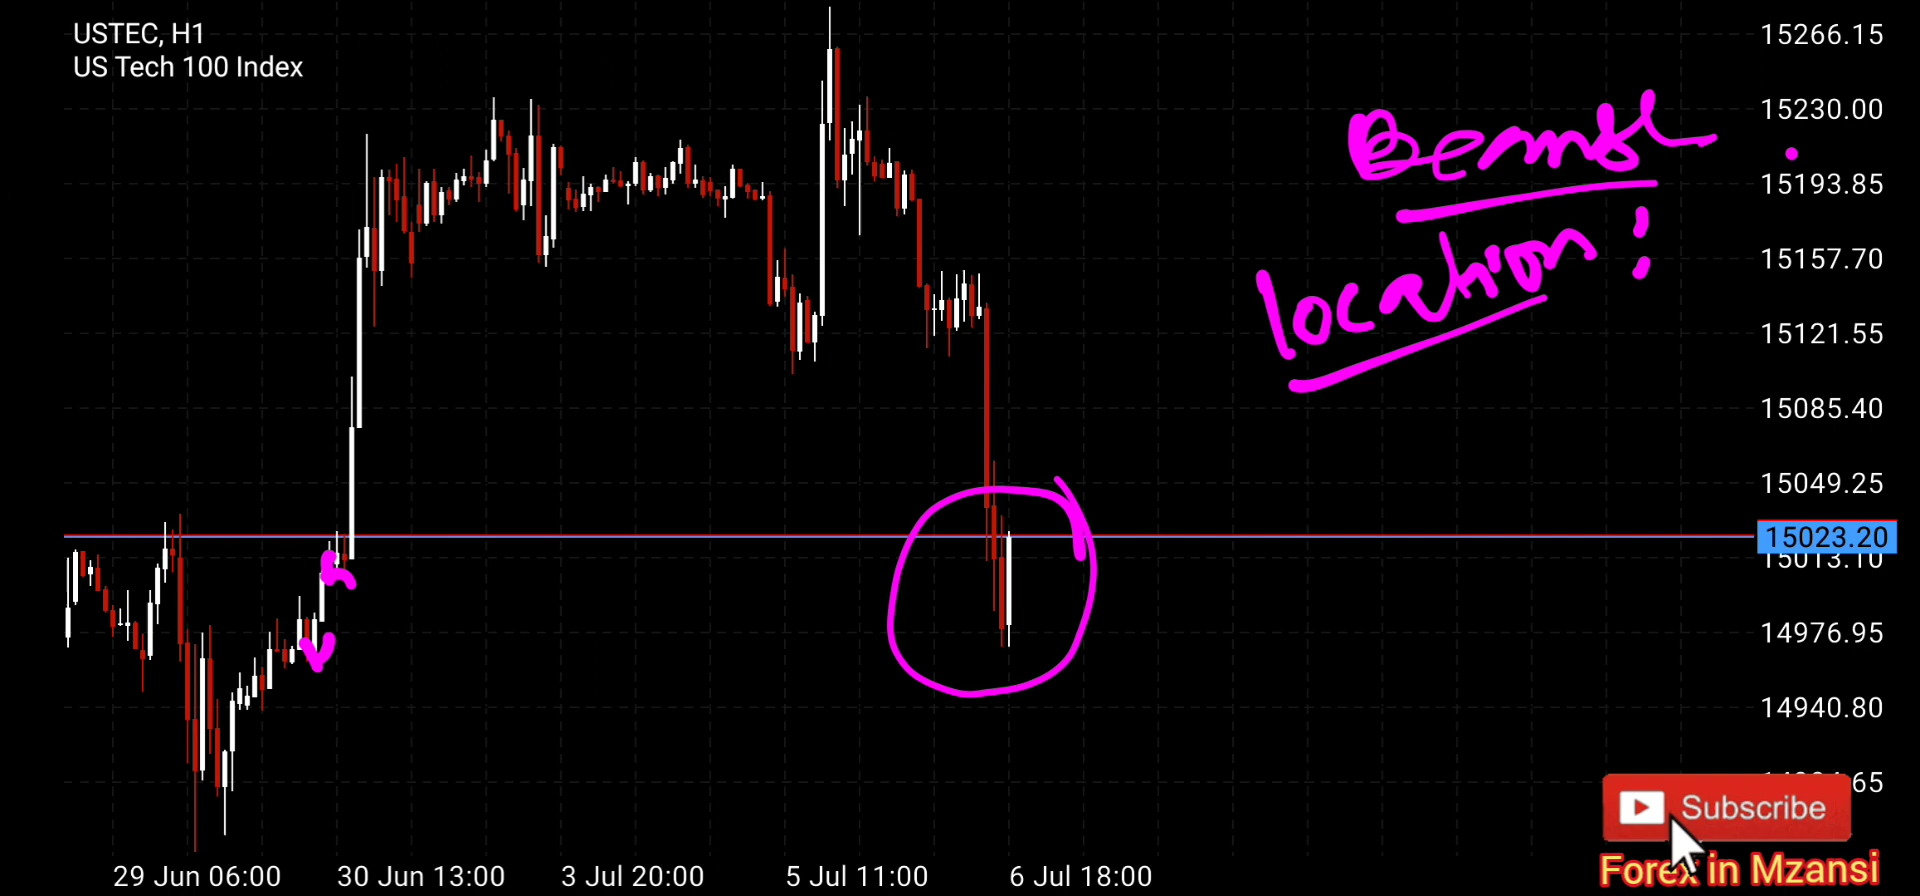 USTEC, H1
US Tech 100 Index
location :
15266.15
15230.00
15193.85
15157.70
15121.55
15085.40
15049.25
15023.20
15013.10
14976.95
14940.80
65
Subscribe
Forex in Mzansi
29 Jun 06:00
30 Jun 13:00
3 Jul 20:00
5 Jul 11:00
6 Jul 18:00